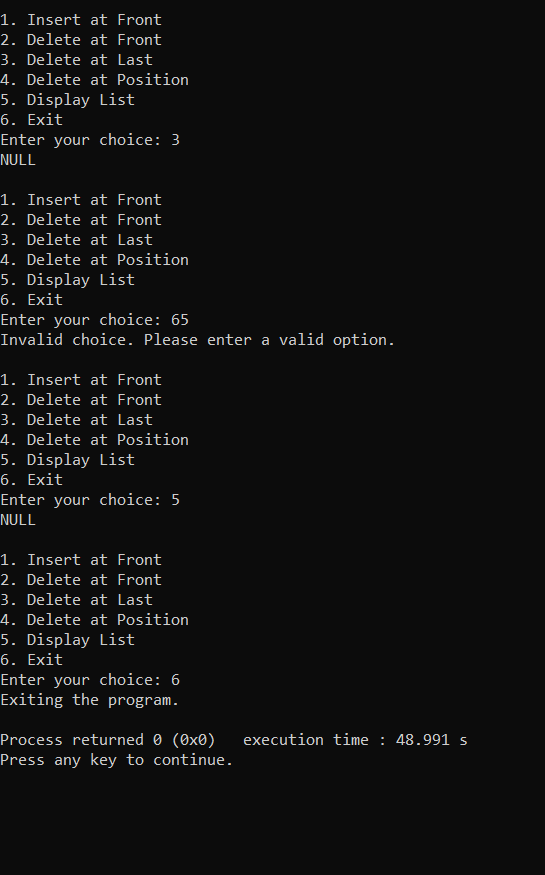 1. Insert at Front
2. Delete at Front
3. Delete at Last
4. Delete at Position
5. Display List
6. Exit
Enter your choice: 3
NULL
1. Insert at Front
2. Delete at Front
3. Delete at Last
4. Delete at Position
5. Display List
6. Exit
Enter your choice: 65
Invalid choice. Please enter a valid option.
1. Insert at Front
2. Delete at Front
3. Delete at Last
4. Delete at Position
5. Display List
6. Exit
Enter your choice: 5
NULL
1. Insert at Front
2. Delete at Front
3. Delete at Last
4. Delete at Position
5. Display List
6. Exit
Enter your choice: 6
Exiting the program.
Process returned 0 (0x0)   execution time : 48.991 s
Press any key to continue.